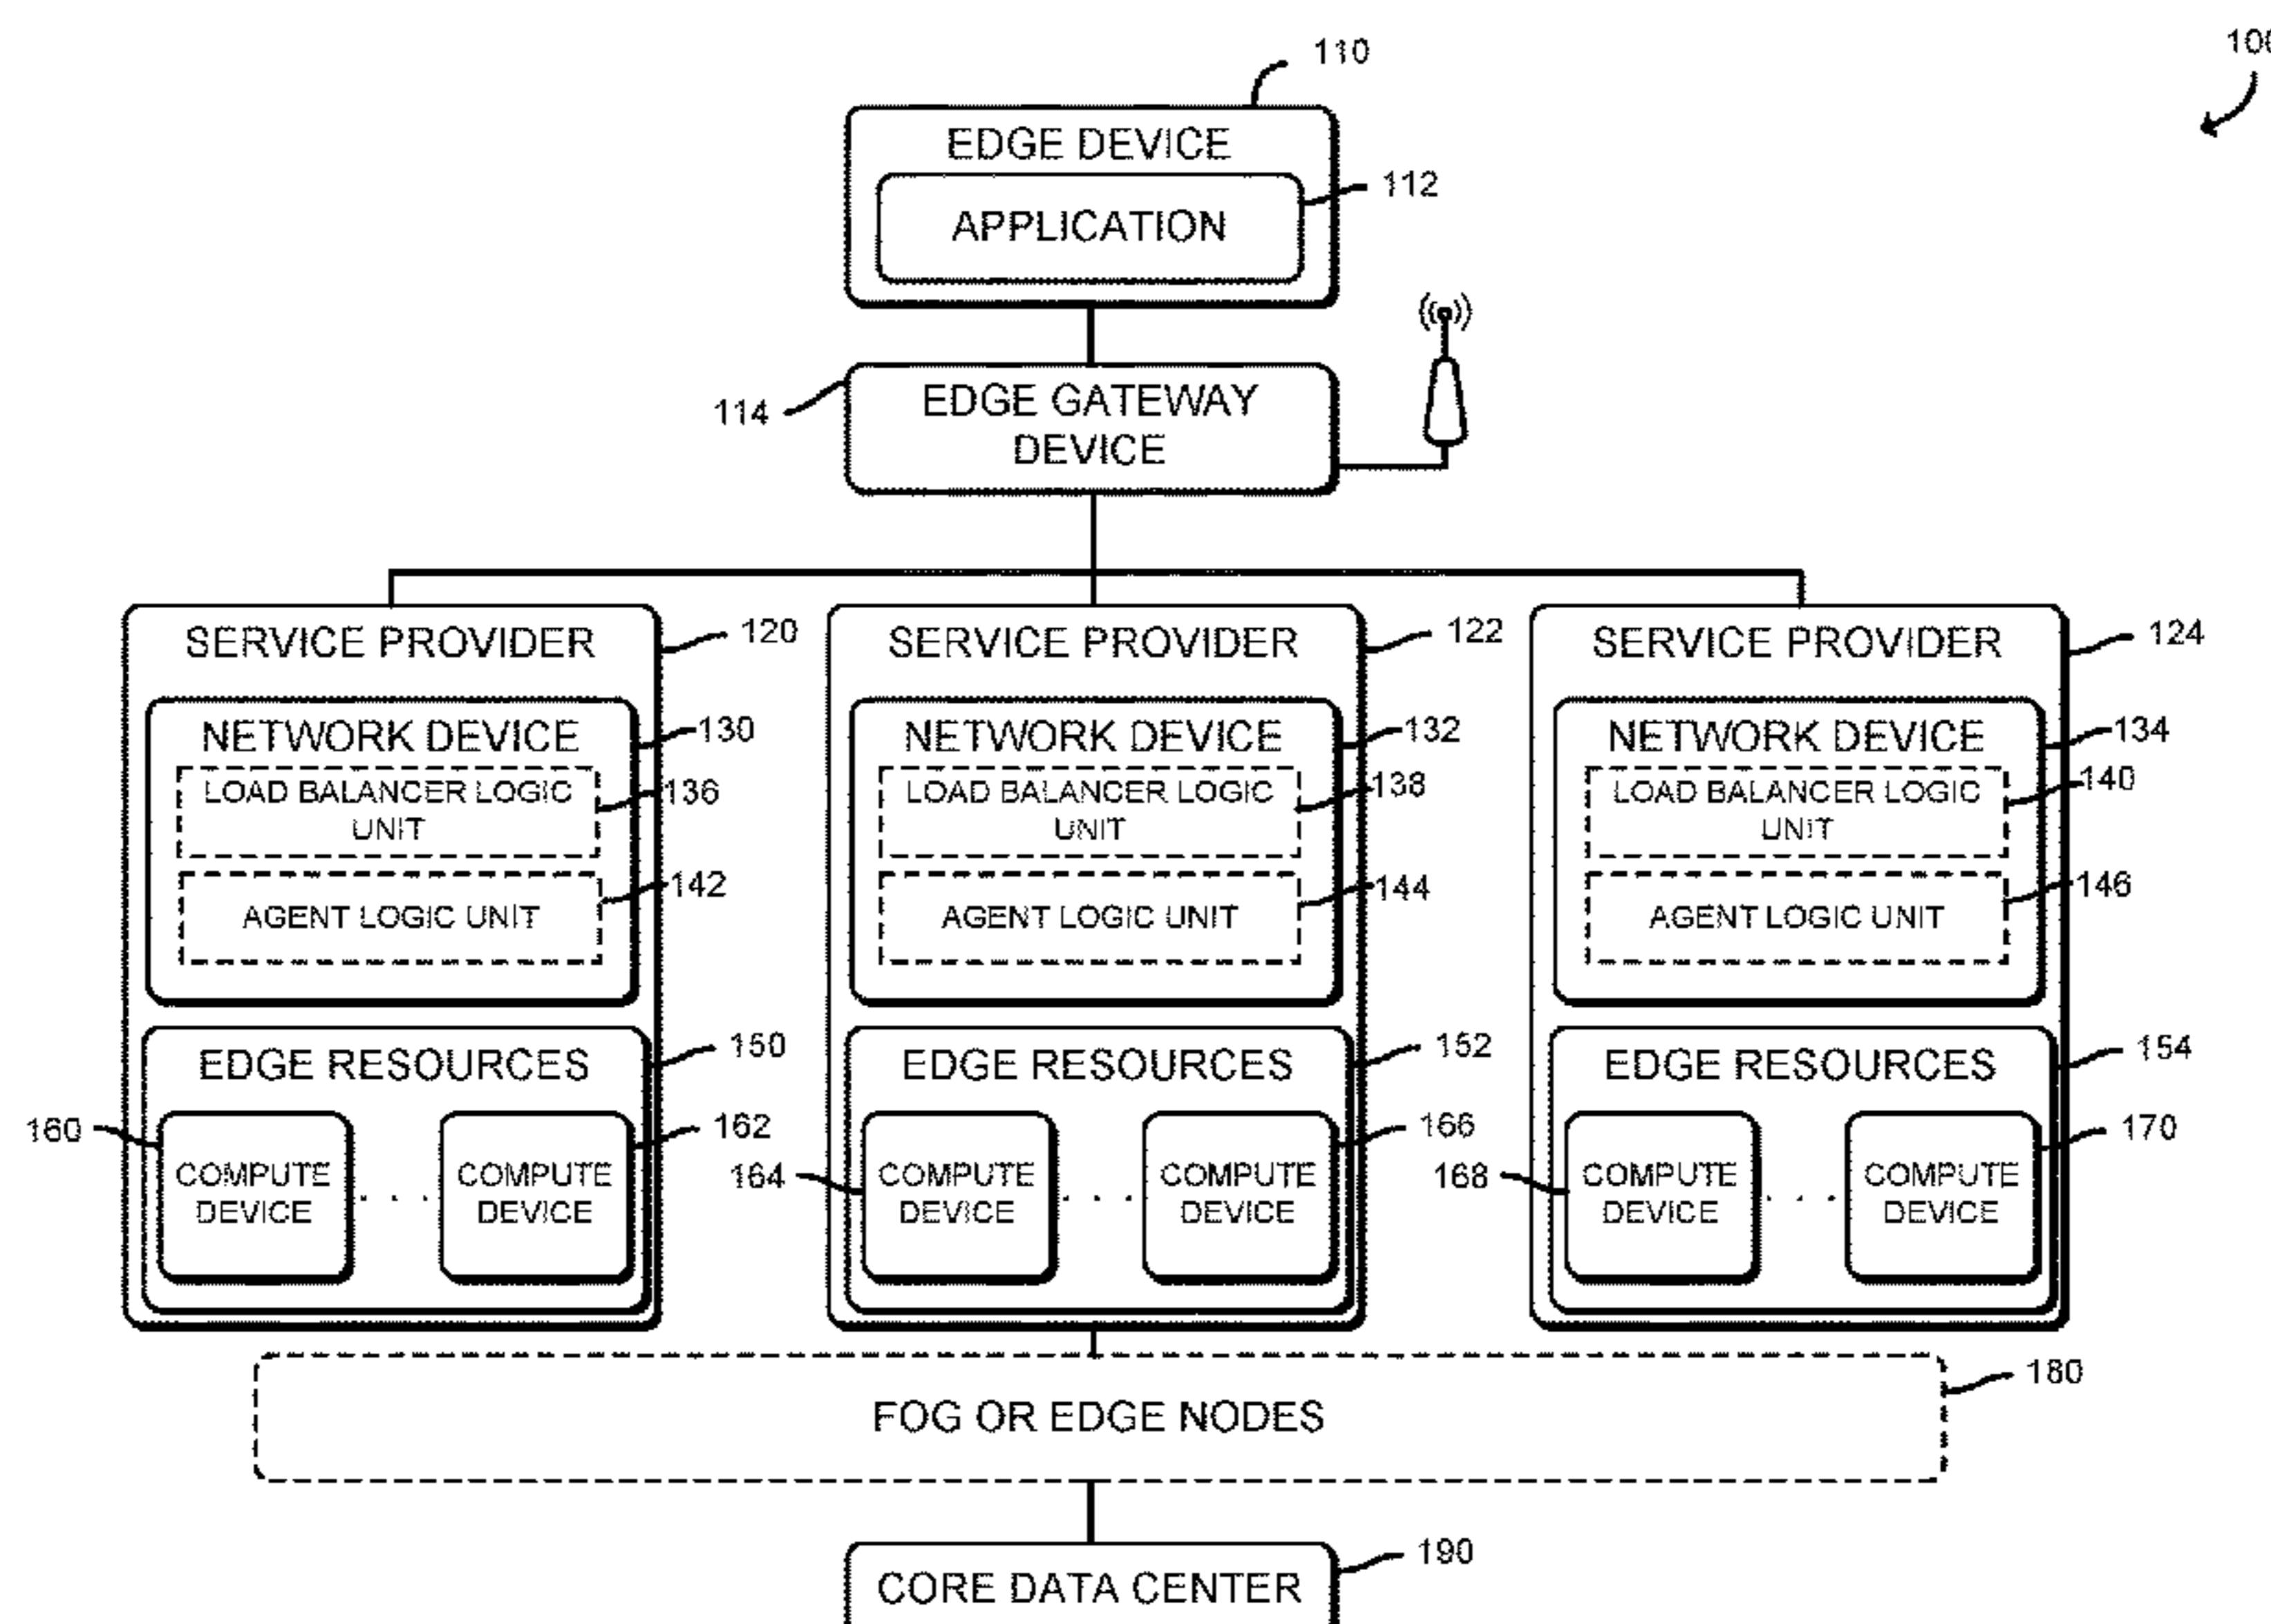 110
100
EDGE DEVICE
112
APPLICATION
114
EDGE GATEWAY
DEVICE
SERVICE PROVIDER
120
NETWORK DEVICE
130
LOAD BALANCER LOGIC
UNIT
136
AGENT LOGIC UNIT
142
EDGE RESOURCES
150
160
COMPUTE
DEVICE
. . . .
COMPUTE
DEVICE
162
SERVICE PROVIDER
122
NETWORK DEVICE
132
LOAD BALANCER LOGIC
UNIT
138
AGENT LOGIC UNIT
144
EDGE RESOURCES
152
164
COMPUTE
DEVICE
. . . .
COMPUTE
DEVICE
166
SERVICE PROVIDER
124
NETWORK DEVICE
134
LOAD BALANCER LOGIC
UNIT
140
AGENT LOGIC UNIT
146
EDGE RESOURCES
154
168
COMPUTE
DEVICE
. . . .
COMPUTE
DEVICE
170
FOG OR EDGE NODES
180
CORE DATA CENTER
190